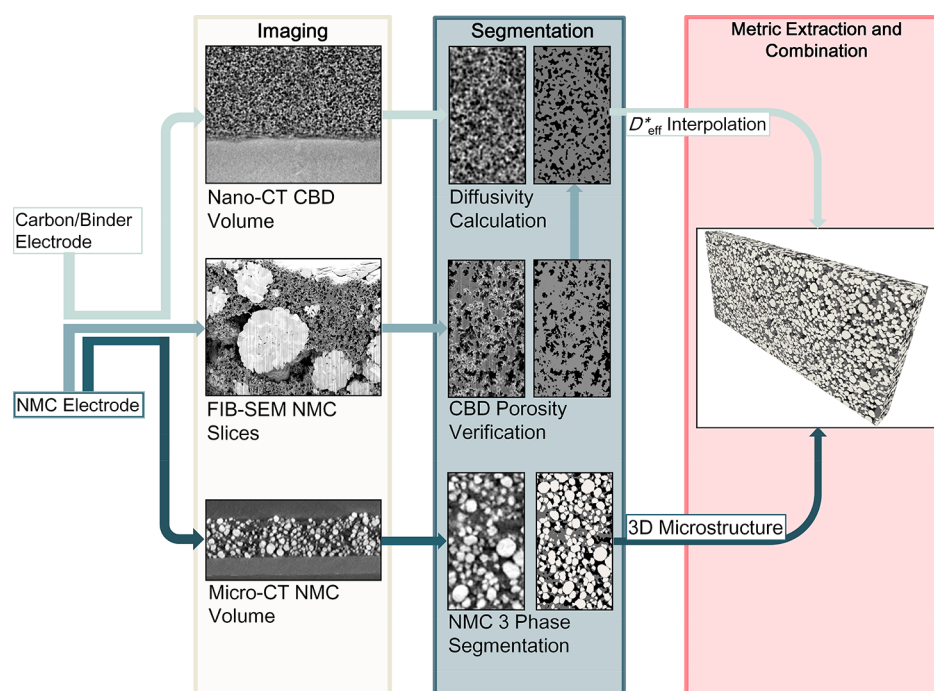 Imaging
Segmentation
Metric Extraction and
Combination
Carbon/Binder
Electrode
NMC Electrode
Nano-CT CBD
Volume
FIB-SEM NMC
Slices
Micro-CT NMC
Volume
Diffusivity
Calculation
CBD Porosity
Verification
NMC 3 Phase
Segmentation
D*eff Interpolation
3D Microstructure